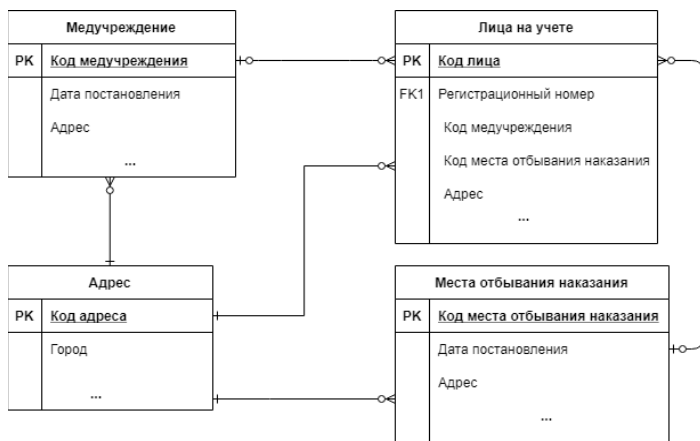 Медучреждение
PK Код медучреждения
Дата постановления
Адрес
...
Лица на учете
PK Код лица
FK1 Регистрационный номер
Код медучреждения
Код места отбывания наказания
Адрес
...
Адрес
PK Код адреса
Город
...
Места отбывания наказания
PK Код места отбывания наказания
Дата постановления
Адрес
...